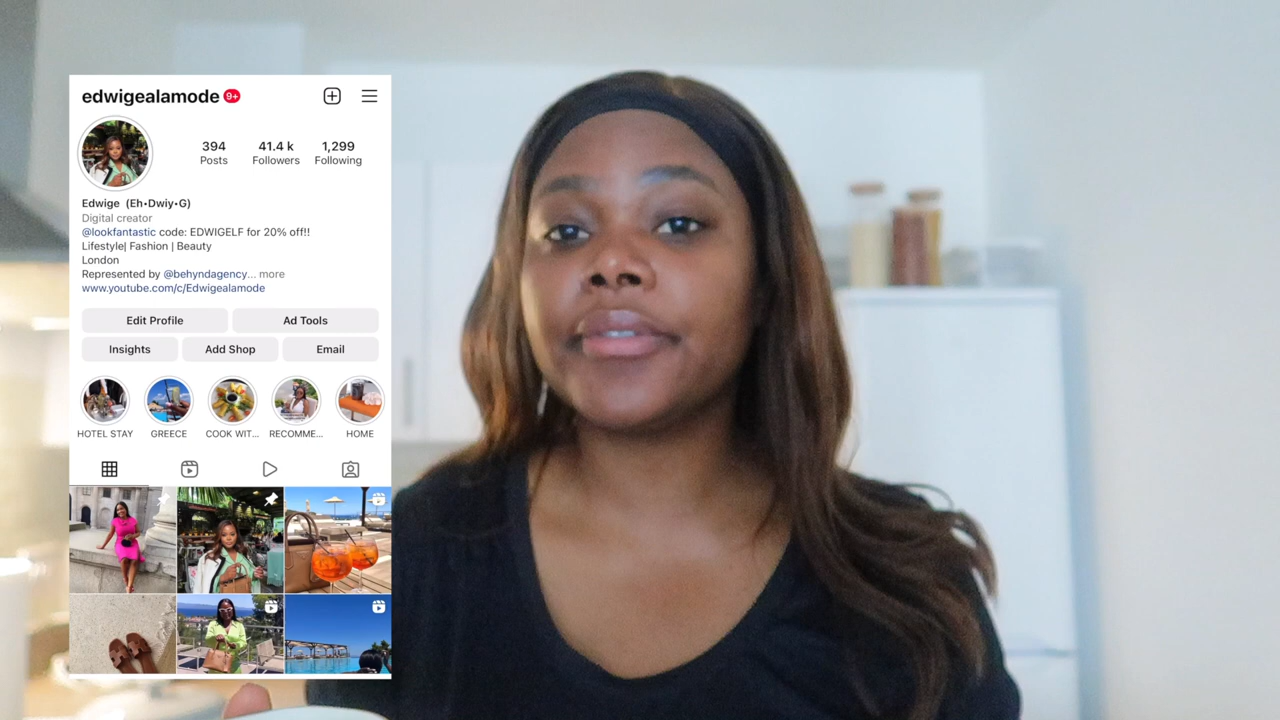 edwigealamode 9+
394 41.4 k 1,299
Posts Followers Following
Edwige (Eh•Dwiy•G)
Digital creator
@lookfantastic code: EDWIGELF for 20% off!!
Lifestyle| Fashion | Beauty
London
Represented by @behyndagency... more
www.youtube.com/c/Edwigealamode
Edit Profile Ad Tools
Insights Add Shop Email
HOTEL STAY GREECE COOK WIT... RECOMME... HOME